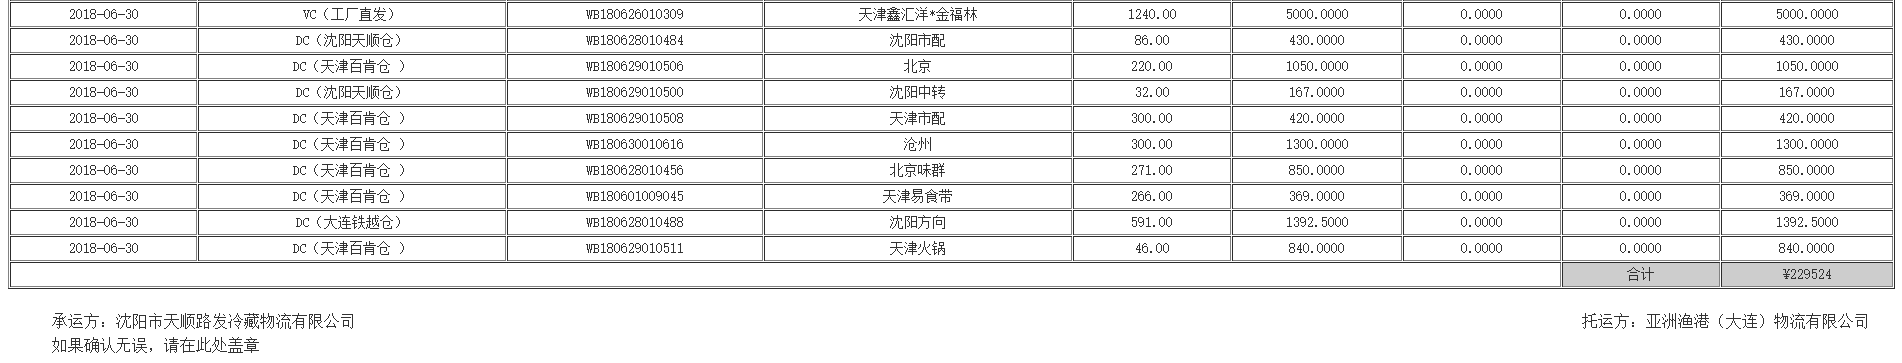 2018-06-30 VC（工厂直发） WB180626010309 天津鑫汇洋*金福林 1240.00 5000.0000 0.0000 0.0000 5000.0000
2018-06-30 DC（沈阳天顺仓） WB180628010484 沈阳市配 86.00 430.0000 0.0000 0.0000 430.0000
2018-06-30 DC（天津百肯仓 ） WB180629010506 北京 220.00 1050.0000 0.0000 0.0000 1050.0000
2018-06-30 DC（沈阳天顺仓） WB180629010500 沈阳中转 32.00 167.0000 0.0000 0.0000 167.0000
2018-06-30 DC（天津百肯仓 ） WB180629010508 天津市配 300.00 420.0000 0.0000 0.0000 420.0000
2018-06-30 DC（天津百肯仓 ） WB180630010616 沧州 300.00 1300.0000 0.0000 0.0000 1300.0000
2018-06-30 DC（天津百肯仓 ） WB180628010456 北京味群 271.00 850.0000 0.0000 0.0000 850.0000
2018-06-30 DC（天津百肯仓 ） WB180601009045 天津易食带 266.00 369.0000 0.0000 0.0000 369.0000
2018-06-30 DC（大连铁越仓） WB180628010488 沈阳方向 591.00 1392.5000 0.0000 0.0000 1392.5000
2018-06-30 DC（天津百肯仓 ） WB180629010511 天津火锅 46.00 840.0000 0.0000 0.0000 840.0000
合计 ¥229524
承运方：沈阳市天顺路发冷藏物流有限公司 托运方：亚洲渔港（大连）物流有限公司
如果确认无误，请在此处盖章